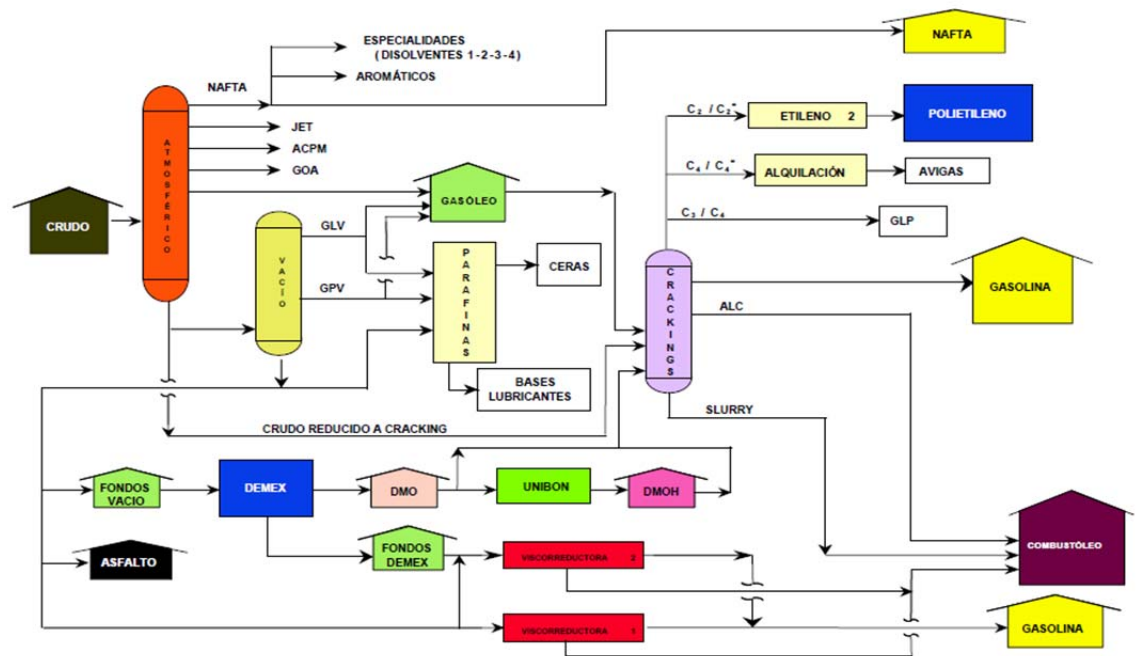 ESPECIALIDADES
( DISOLVENTES 1-2-3-4)
NAFTA
AROMÁTICOS
NAFTA
JET
ACPM
GOA
ATMOSFÉRICO
CRUDO
GASÓLEO
GLV
VACÍO
GPV
PARAFINAS
CERAS
BASES
LUBRICANTES
C2 / C2=
ETILENO 2
POLIETILENO
C4 / C4=
ALQUILACIÓN
AVIGAS
C3 / C4
GLP
CRACKINGS
GASOLINA
ALC
SLURRY
CRUDO REDUCIDO A CRACKING
FONDOS
VACIO
DEMEX
DMO
UNIBON
DMOH
ASFALTO
FONDOS
DEMEX
VISCORREDUCTORA 2
COMBUSTÓLEO
VISCORREDUCTORA 1
GASOLINA